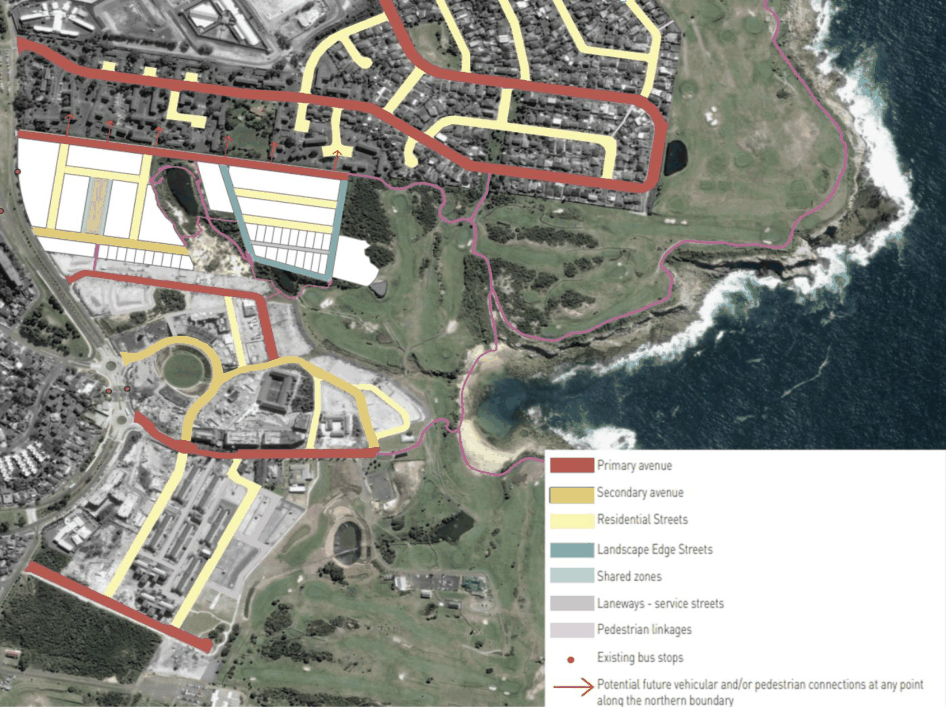 Primary avenue
Secondary avenue
Residential Streets
Landscape Edge Streets
Shared zones
Laneways - service streets
Pedestrian linkages
Existing bus stops
Potential future vehicular and/or pedestrian connections at any point
along the northern boundary